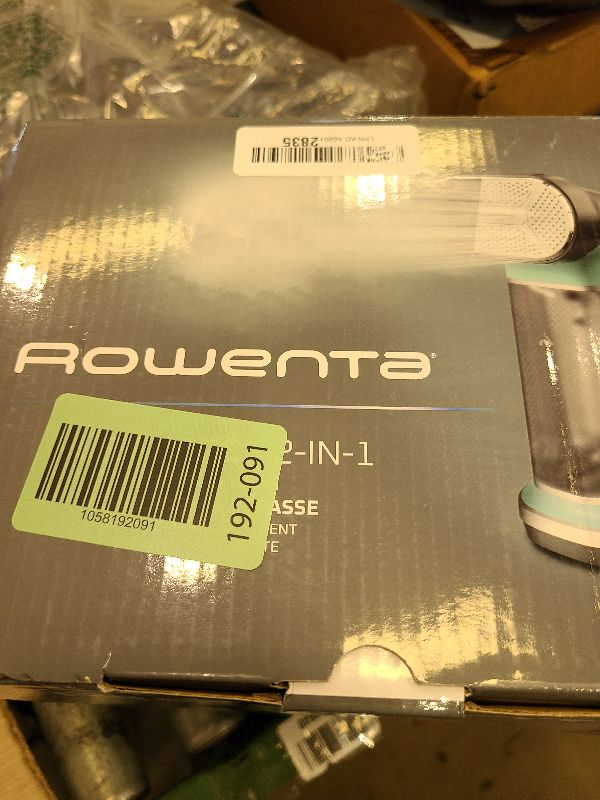 2835
ROWENTA®
2-IN-1
1058192091
192-091
ASSE
ENT
TE